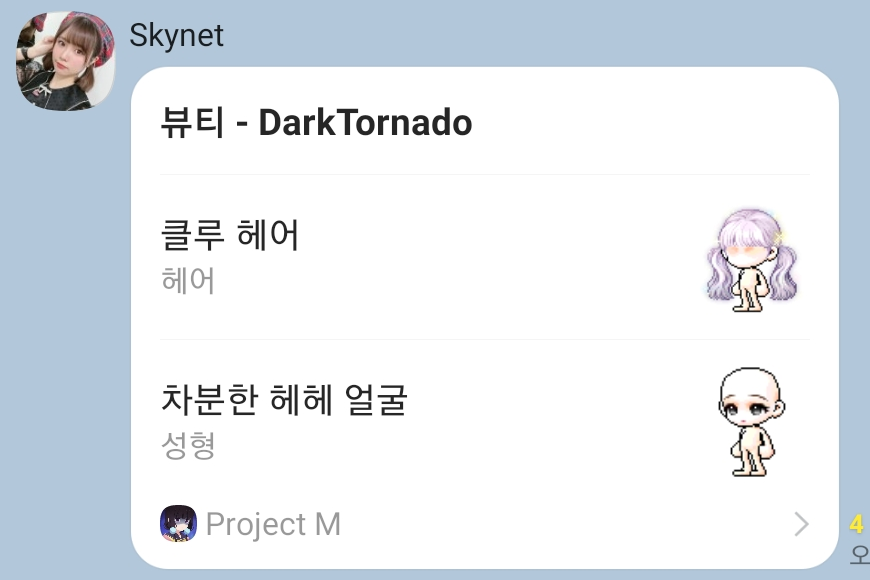 Skynet
뷰티 - DarkTornado
클루 헤어
헤어
차분한 헤헤 얼굴
성형
Project M
4
오